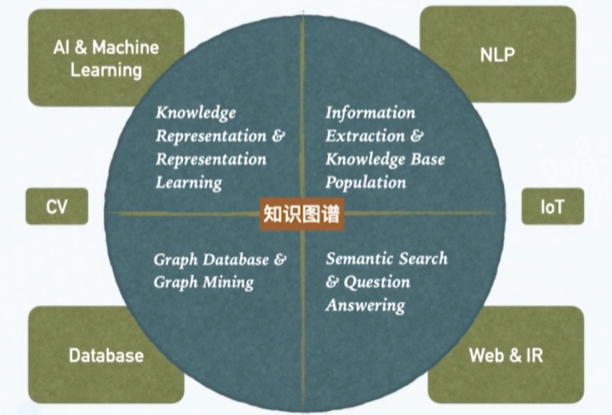 AI & Machine
Learning
NLP
Knowledge
Representation &
Representation
Learning
Information
Extraction &
Knowledge Base
Population
CV
知识图谱
IoT
Graph Database &
Graph Mining
Semantic Search
& Question
Answering
Database
Web & IR